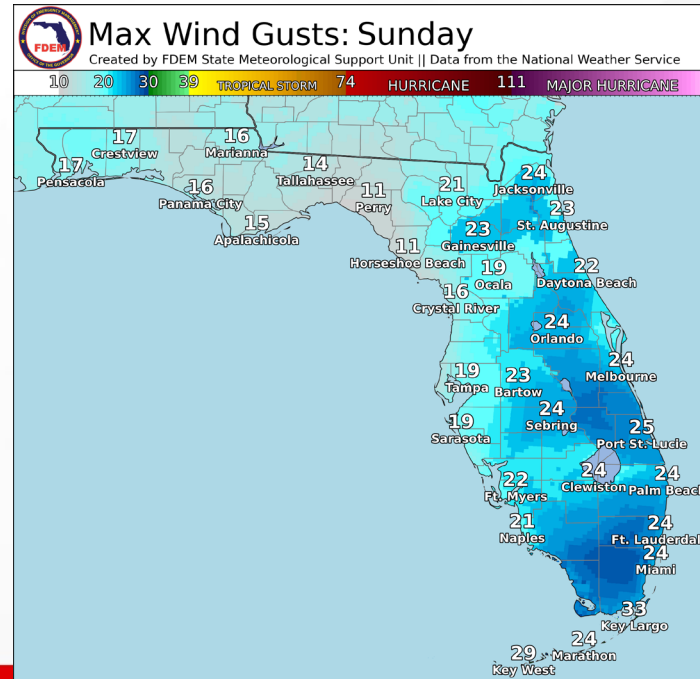 FDEM
Max Wind Gusts: Sunday
Created by FDEM State Meteorological Support Unit || Data from the National Weather Service
10 20 30 39 TROPICAL STORM 74 HURRICANE 111 MAJOR HURRICANE
17
Crestview
16
Marianna
17
Pensacola
14
Tallahassee
16
Panama City
11
Perry
21
Lake City
24
Jacksonville
15
Apalachicola
23
St. Augustine
23
Gainesville
11
Horseshoe Beach
19
Ocala
22
Daytona Beach
16
Crystal River
24
Orlando
24
Melbourne
19
Tampa
23
Bartow
24
Sebring
19
Sarasota
25
Port St. Lucie
24
Clewiston
24
Palm Beac
22
Ft. Myers
21
Naples
24
Ft. Lauderdal
24
Miami
33
Key Largo
24
Marathon
29
Key West